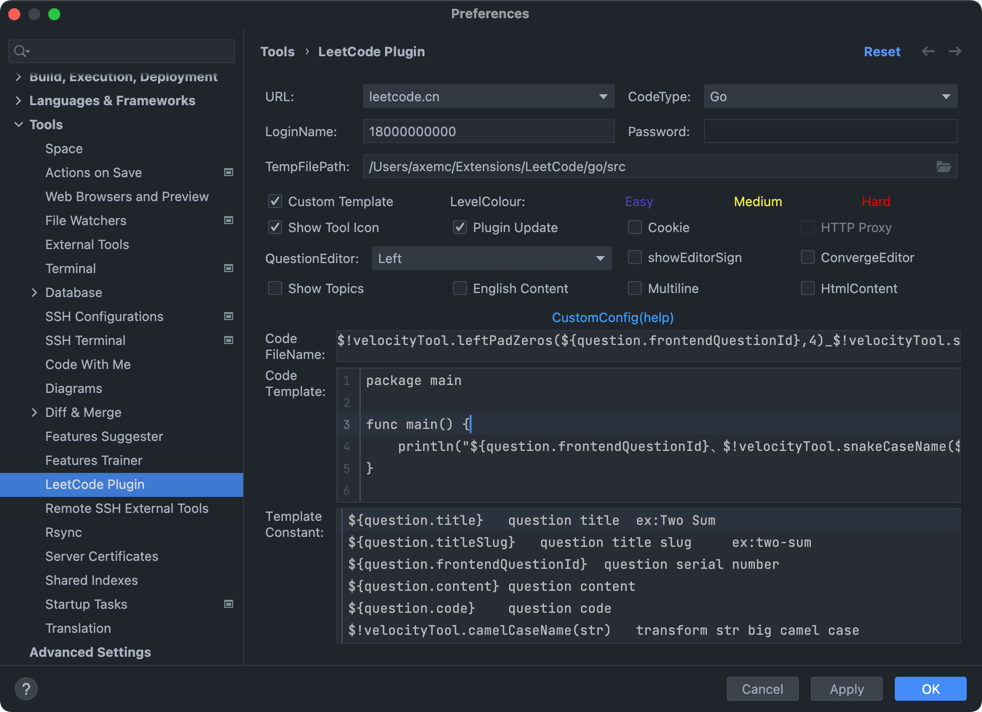 Preferences
Build, Execution, Deployment
Languages & Frameworks
Tools
Space
Actions on Save
Web Browsers and Preview
File Watchers
External Tools
Terminal
Database
SSH Configurations
SSH Terminal
Code With Me
Diagrams
Diff & Merge
Features Suggester
Features Trainer
LeetCode Plugin
Remote SSH External Tools
Rsync
Server Certificates
Shared Indexes
Startup Tasks
Translation
Advanced Settings
Tools › LeetCode Plugin Reset
URL: leetcode.cn CodeType: Go
LoginName: 18000000000 Password:
TempFilePath: /Users/axemc/Extensions/LeetCode/go/src
Custom Template LevelColour: Easy Medium Hard
Show Tool Icon Plugin Update Cookie HTTP Proxy
QuestionEditor: Left showEditorSign ConvergeEditor
Show Topics English Content Multiline HtmlContent
CustomConfig(help)
Code FileName: $!velocityTool.leftPadZeros(${question.frontendQuestionId},4)_$!velocityTool.s
Code Template:
1 package main
2
3 func main() {
4 println("${question.frontendQuestionId}、$!velocityTool.snakeCaseName($
5 }
6
Template Constant:
${question.title} question title ex:Two Sum
${question.titleSlug} question title slug ex:two-sum
${question.frontendQuestionId} question serial number
${question.content} question content
${question.code} question code
$!velocityTool.camelCaseName(str) transform str big camel case
? Cancel Apply OK